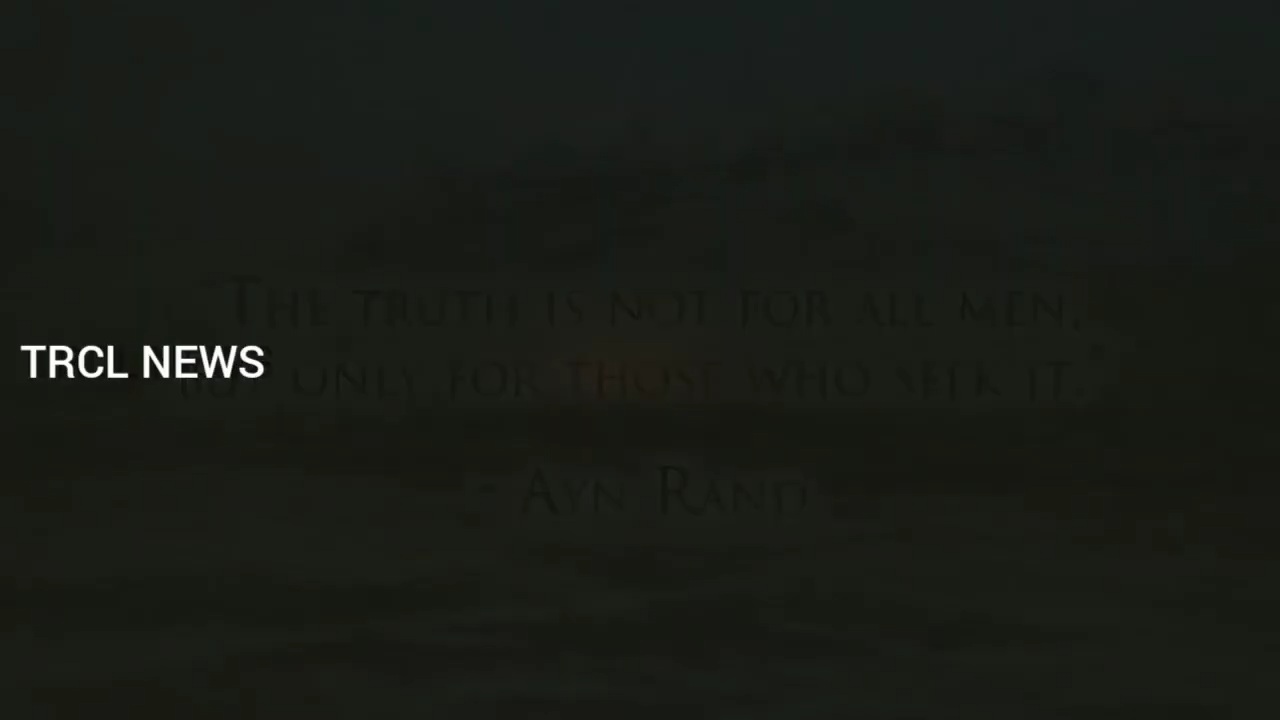 The truth is not for all men,
TRCL NEWS
but only for those who seek it.
- Ayn Rand